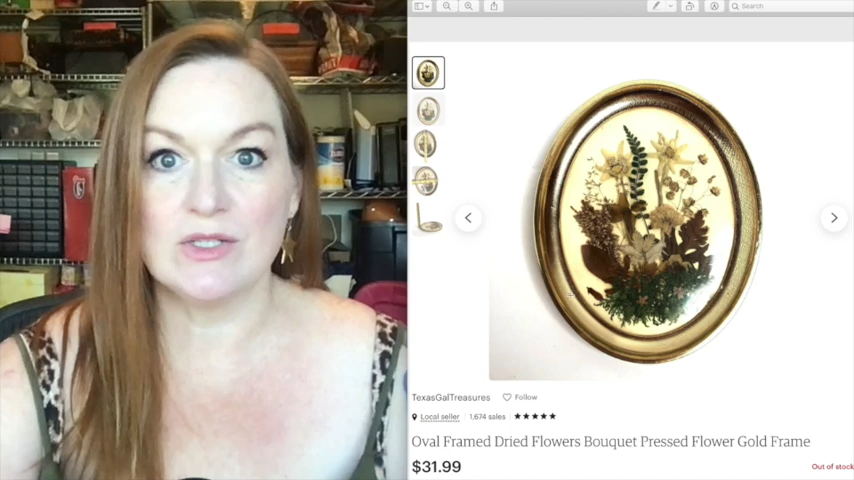 Search
TexasGalTreasures Follow
Local seller 1,674 sales
Oval Framed Dried Flowers Bouquet Pressed Flower Gold Frame
$31.99 Out of stock